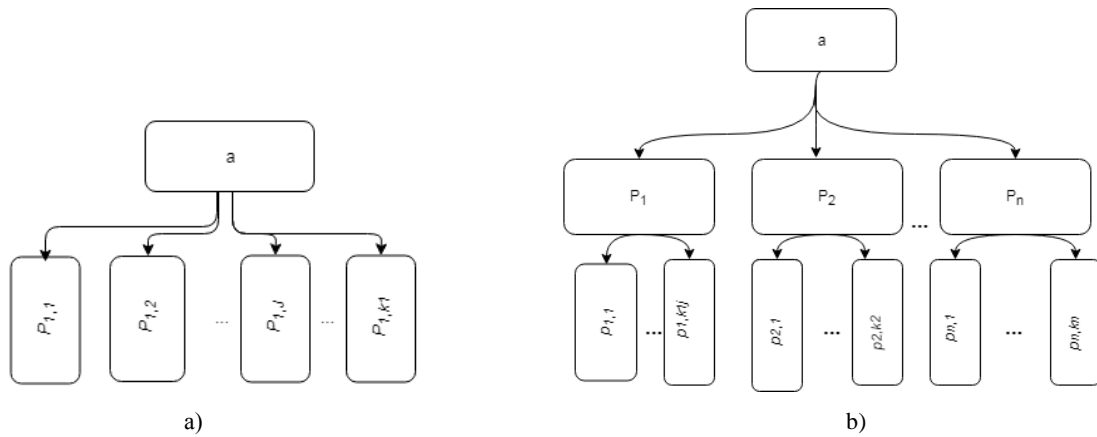 a
P1,1
P1,2
...
P1,J
...
P1,k1
a)
a
P1
P2
...
Pn
p1,1
...
p1,k1j
p2,1
...
p2,k2
pn,1
...
pn,kn
b)